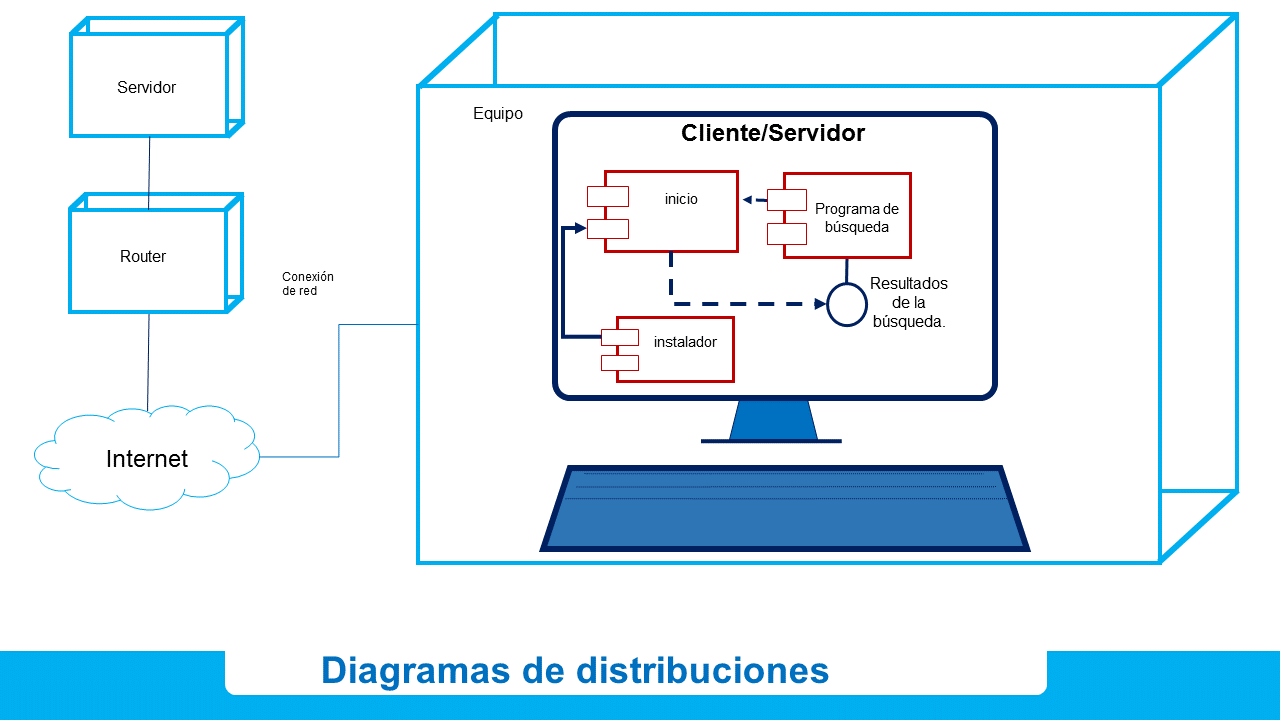 Servidor
Router
Internet
Conexión
de red
Equipo
Cliente/Servidor
inicio
Programa de
búsqueda
Resultados
de la
búsqueda.
instalador
Diagramas de distribuciones